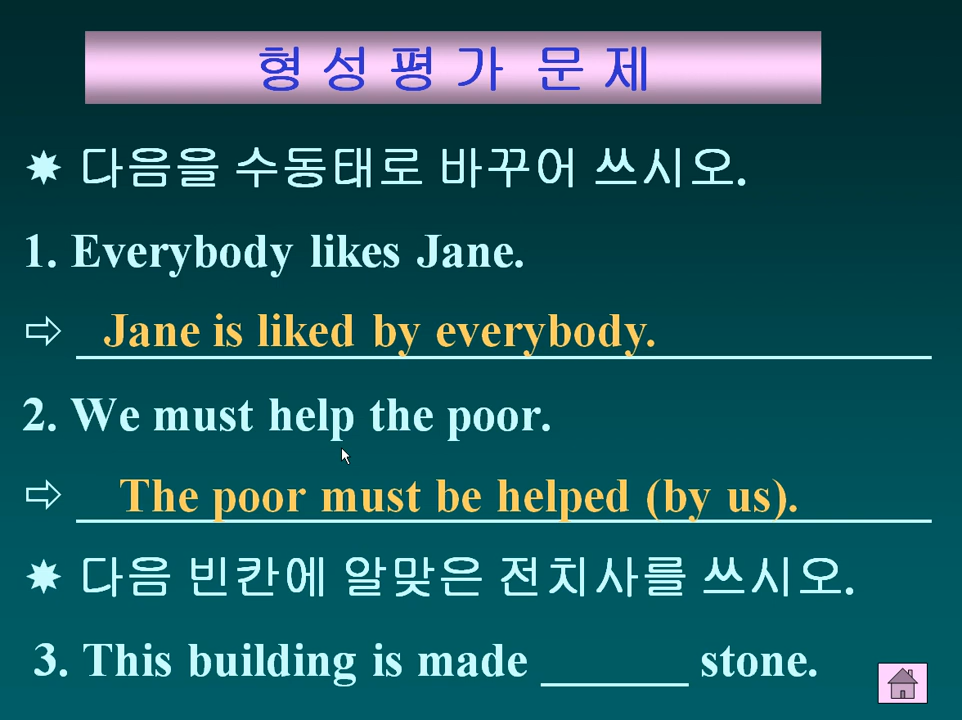 형 성 평 가 문 제
✸ 다음을 수동태로 바꾸어 쓰시오.
1. Everybody likes Jane.
⇨ Jane is liked by everybody.
2. We must help the poor.
⇨ The poor must be helped (by us).
✸ 다음 빈칸에 알맞은 전치사를 쓰시오.
3. This building is made ______ stone.